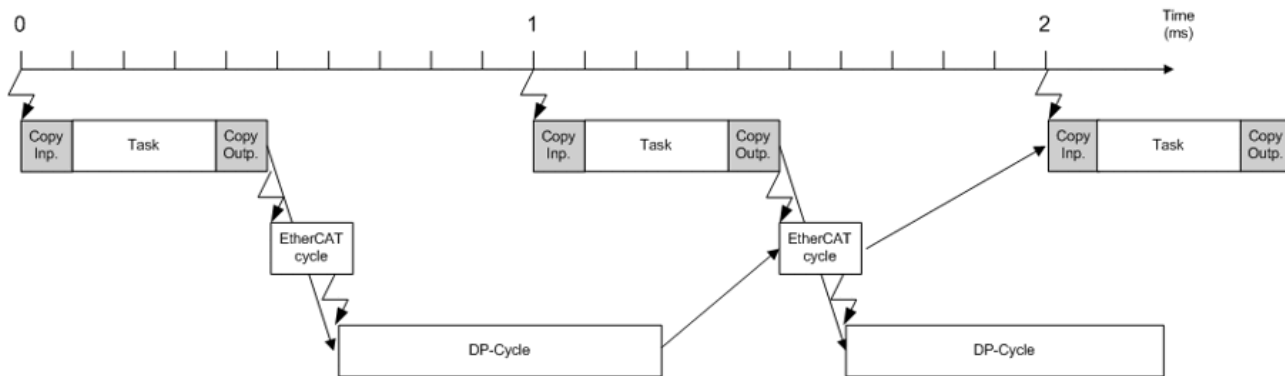 0
1
2
Time
(ms)
Copy
Inp.
Task
Copy
Outp.
Copy
Inp.
Task
Copy
Outp.
Copy
Inp.
Task
Copy
Outp.
EtherCAT
cycle
EtherCAT
cycle
DP-Cycle
DP-Cycle